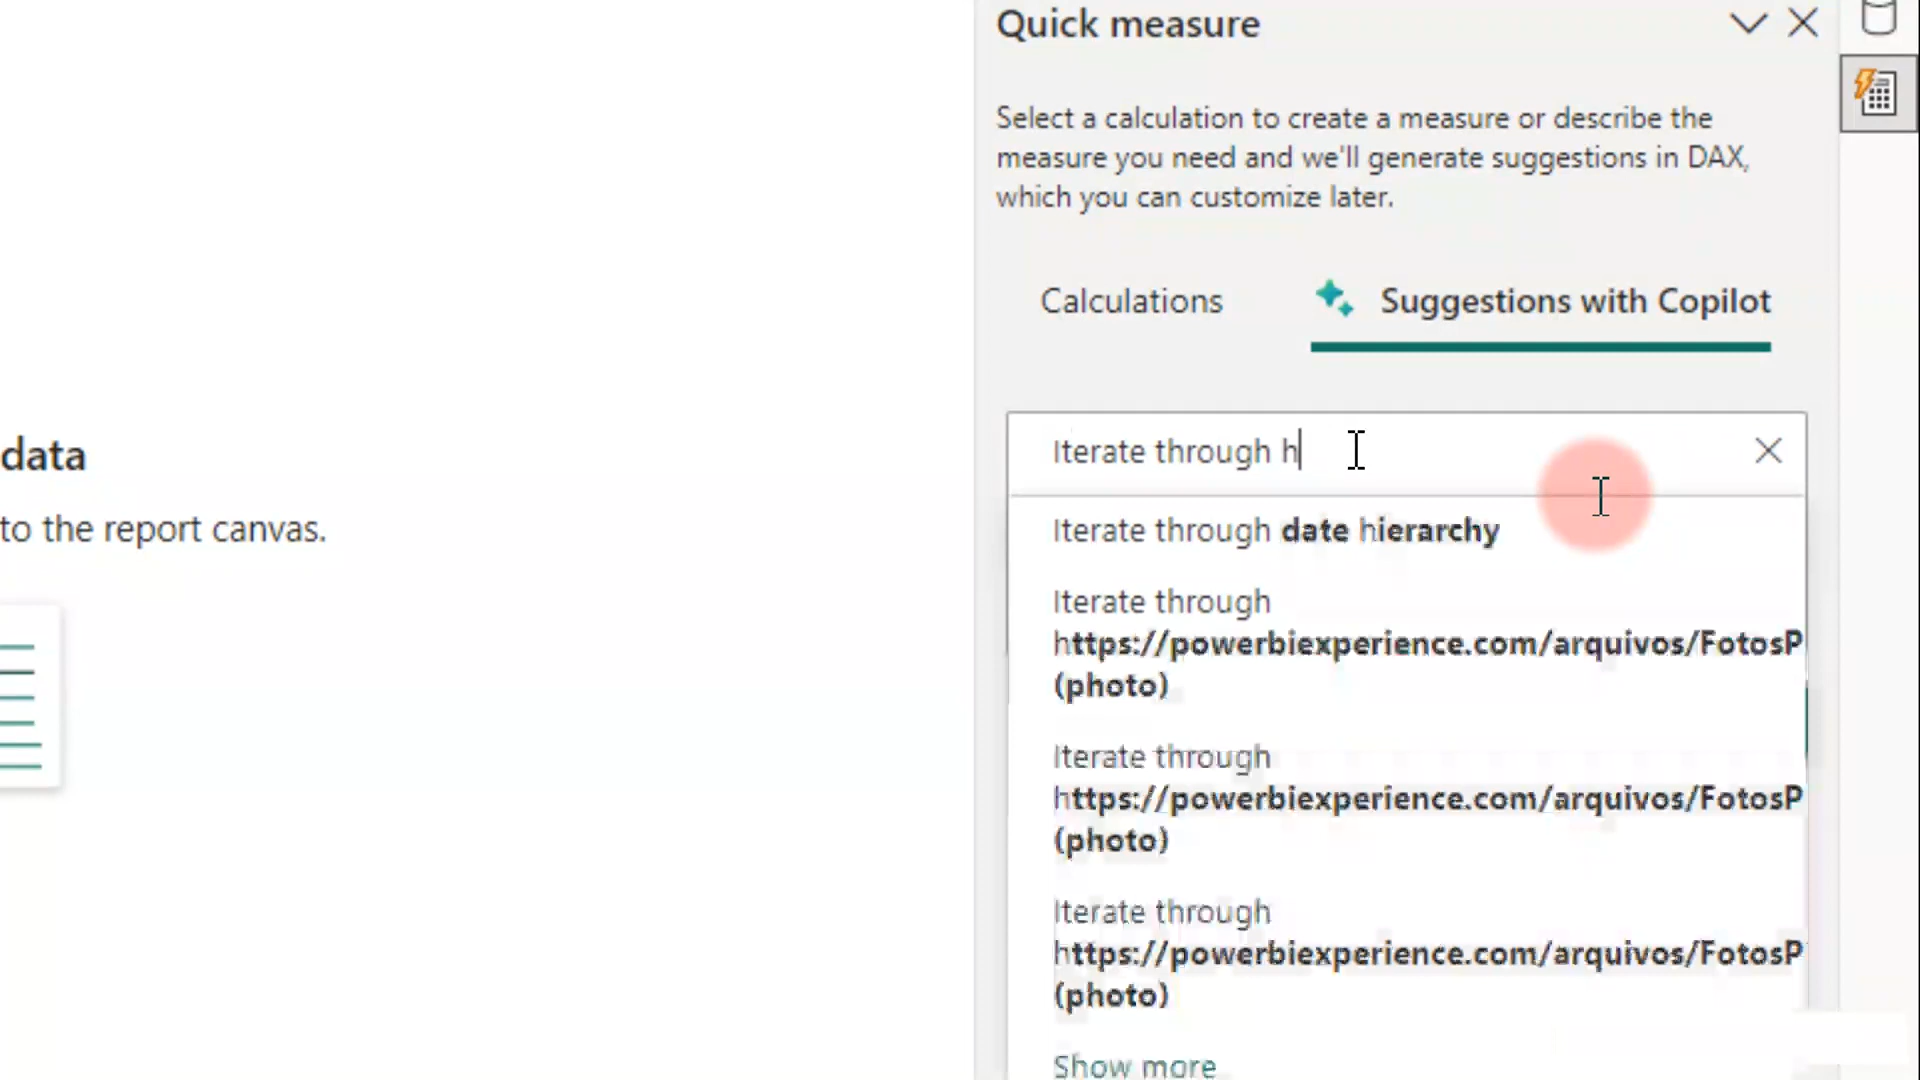 Quick measure
Select a calculation to create a measure or describe the
measure you need and we'll generate suggestions in DAX,
which you can customize later.
Calculations
Suggestions with Copilot
data
to the report canvas.
Iterate through h
Iterate through date hierarchy
Iterate through
https://powerbiexperience.com/arquivos/FotosP
(photo)
Iterate through
https://powerbiexperience.com/arquivos/FotosP
(photo)
Iterate through
https://powerbiexperience.com/arquivos/FotosP
(photo)
Show more